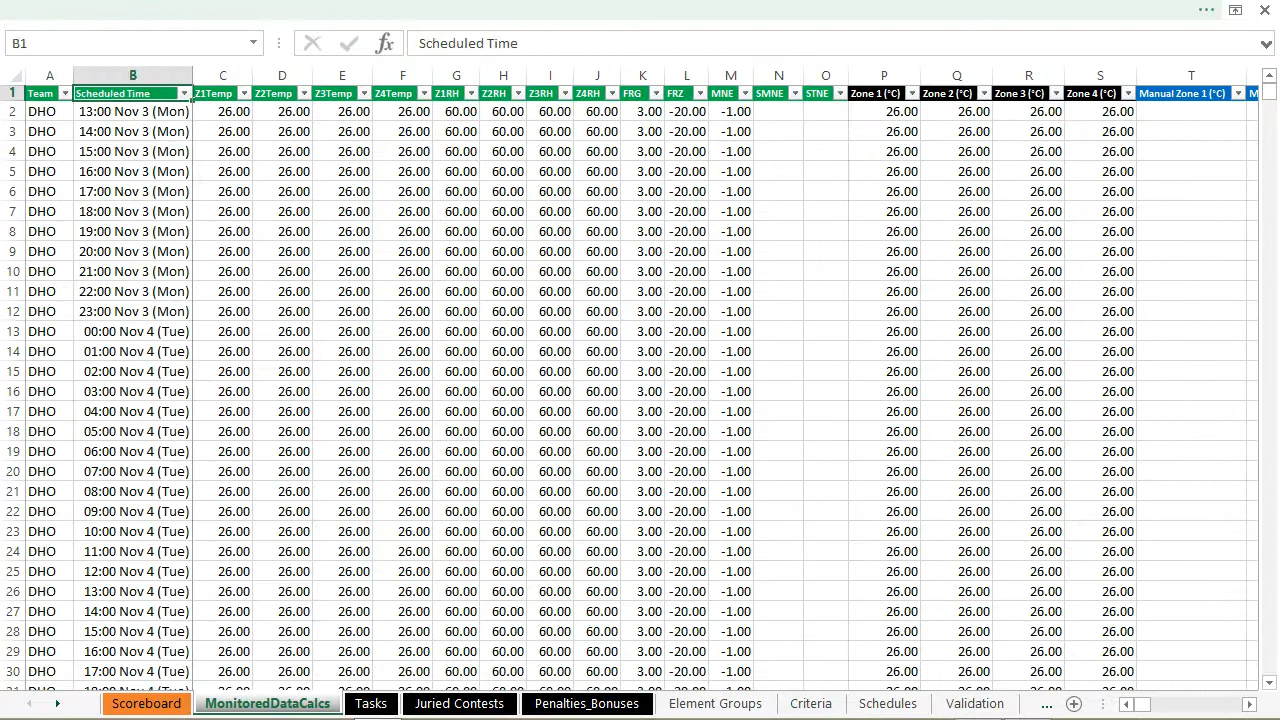 B1 fx Scheduled Time
A B C D E F G H I J K L M N O P Q R S T
1 Team Scheduled Time Z1Temp Z2Temp Z3Temp Z4Temp Z1RH Z2RH Z3RH Z4RH FRG FRZ MNE SMNE STNE Zone 1 (°C) Zone 2 (°C) Zone 3 (°C) Zone 4 (°C) Manual Zone 1 (°C) M
2 DHO 13:00 Nov 3 (Mon) 26.00 26.00 26.00 26.00 60.00 60.00 60.00 60.00 3.00 -20.00 -1.00 26.00 26.00 26.00 26.00
3 DHO 14:00 Nov 3 (Mon) 26.00 26.00 26.00 26.00 60.00 60.00 60.00 60.00 3.00 -20.00 -1.00 26.00 26.00 26.00 26.00
4 DHO 15:00 Nov 3 (Mon) 26.00 26.00 26.00 26.00 60.00 60.00 60.00 60.00 3.00 -20.00 -1.00 26.00 26.00 26.00 26.00
5 DHO 16:00 Nov 3 (Mon) 26.00 26.00 26.00 26.00 60.00 60.00 60.00 60.00 3.00 -20.00 -1.00 26.00 26.00 26.00 26.00
6 DHO 17:00 Nov 3 (Mon) 26.00 26.00 26.00 26.00 60.00 60.00 60.00 60.00 3.00 -20.00 -1.00 26.00 26.00 26.00 26.00
7 DHO 18:00 Nov 3 (Mon) 26.00 26.00 26.00 26.00 60.00 60.00 60.00 60.00 3.00 -20.00 -1.00 26.00 26.00 26.00 26.00
8 DHO 19:00 Nov 3 (Mon) 26.00 26.00 26.00 26.00 60.00 60.00 60.00 60.00 3.00 -20.00 -1.00 26.00 26.00 26.00 26.00
9 DHO 20:00 Nov 3 (Mon) 26.00 26.00 26.00 26.00 60.00 60.00 60.00 60.00 3.00 -20.00 -1.00 26.00 26.00 26.00 26.00
10 DHO 21:00 Nov 3 (Mon) 26.00 26.00 26.00 26.00 60.00 60.00 60.00 60.00 3.00 -20.00 -1.00 26.00 26.00 26.00 26.00
11 DHO 22:00 Nov 3 (Mon) 26.00 26.00 26.00 26.00 60.00 60.00 60.00 60.00 3.00 -20.00 -1.00 26.00 26.00 26.00 26.00
12 DHO 23:00 Nov 3 (Mon) 26.00 26.00 26.00 26.00 60.00 60.00 60.00 60.00 3.00 -20.00 -1.00 26.00 26.00 26.00 26.00
13 DHO 00:00 Nov 4 (Tue) 26.00 26.00 26.00 26.00 60.00 60.00 60.00 60.00 3.00 -20.00 -1.00 26.00 26.00 26.00 26.00
14 DHO 01:00 Nov 4 (Tue) 26.00 26.00 26.00 26.00 60.00 60.00 60.00 60.00 3.00 -20.00 -1.00 26.00 26.00 26.00 26.00
15 DHO 02:00 Nov 4 (Tue) 26.00 26.00 26.00 26.00 60.00 60.00 60.00 60.00 3.00 -20.00 -1.00 26.00 26.00 26.00 26.00
16 DHO 03:00 Nov 4 (Tue) 26.00 26.00 26.00 26.00 60.00 60.00 60.00 60.00 3.00 -20.00 -1.00 26.00 26.00 26.00 26.00
17 DHO 04:00 Nov 4 (Tue) 26.00 26.00 26.00 26.00 60.00 60.00 60.00 60.00 3.00 -20.00 -1.00 26.00 26.00 26.00 26.00
18 DHO 05:00 Nov 4 (Tue) 26.00 26.00 26.00 26.00 60.00 60.00 60.00 60.00 3.00 -20.00 -1.00 26.00 26.00 26.00 26.00
19 DHO 06:00 Nov 4 (Tue) 26.00 26.00 26.00 26.00 60.00 60.00 60.00 60.00 3.00 -20.00 -1.00 26.00 26.00 26.00 26.00
20 DHO 07:00 Nov 4 (Tue) 26.00 26.00 26.00 26.00 60.00 60.00 60.00 60.00 3.00 -20.00 -1.00 26.00 26.00 26.00 26.00
21 DHO 08:00 Nov 4 (Tue) 26.00 26.00 26.00 26.00 60.00 60.00 60.00 60.00 3.00 -20.00 -1.00 26.00 26.00 26.00 26.00
22 DHO 09:00 Nov 4 (Tue) 26.00 26.00 26.00 26.00 60.00 60.00 60.00 60.00 3.00 -20.00 -1.00 26.00 26.00 26.00 26.00
23 DHO 10:00 Nov 4 (Tue) 26.00 26.00 26.00 26.00 60.00 60.00 60.00 60.00 3.00 -20.00 -1.00 26.00 26.00 26.00 26.00
24 DHO 11:00 Nov 4 (Tue) 26.00 26.00 26.00 26.00 60.00 60.00 60.00 60.00 3.00 -20.00 -1.00 26.00 26.00 26.00 26.00
25 DHO 12:00 Nov 4 (Tue) 26.00 26.00 26.00 26.00 60.00 60.00 60.00 60.00 3.00 -20.00 -1.00 26.00 26.00 26.00 26.00
26 DHO 13:00 Nov 4 (Tue) 26.00 26.00 26.00 26.00 60.00 60.00 60.00 60.00 3.00 -20.00 -1.00 26.00 26.00 26.00 26.00
27 DHO 14:00 Nov 4 (Tue) 26.00 26.00 26.00 26.00 60.00 60.00 60.00 60.00 3.00 -20.00 -1.00 26.00 26.00 26.00 26.00
28 DHO 15:00 Nov 4 (Tue) 26.00 26.00 26.00 26.00 60.00 60.00 60.00 60.00 3.00 -20.00 -1.00 26.00 26.00 26.00 26.00
29 DHO 16:00 Nov 4 (Tue) 26.00 26.00 26.00 26.00 60.00 60.00 60.00 60.00 3.00 -20.00 -1.00 26.00 26.00 26.00 26.00
30 DHO 17:00 Nov 4 (Tue) 26.00 26.00 26.00 26.00 60.00 60.00 60.00 60.00 3.00 -20.00 -1.00 26.00 26.00 26.00 26.00
Scoreboard MonitoredDataCalcs Tasks Juried Contests Penalties_Bonuses Element Groups Criteria Schedules Validation ...